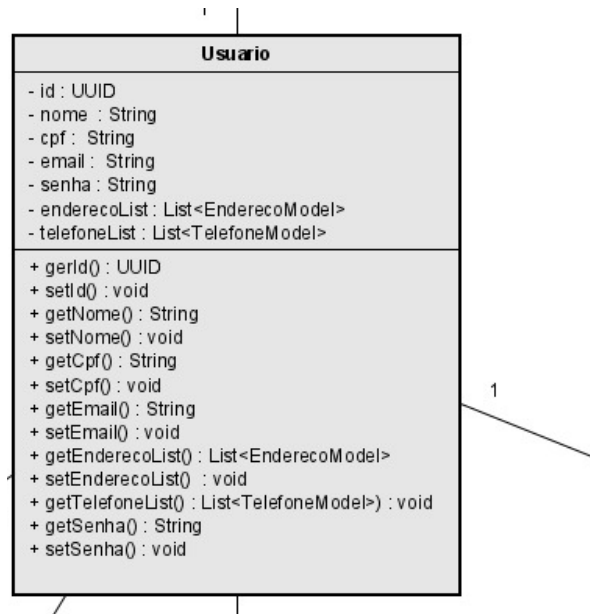 Usuario
- id : UUID
- nome : String
- cpf : String
- email : String
- senha : String
- enderecoList : List<EnderecoModel>
- telefoneList : List<TelefoneModel>
+ gerId() : UUID
+ setId() : void
+ getNome() : String
+ setNome() : void
+ getCpf() : String
+ setCpf() : void
+ getEmail() : String
+ setEmail() : void
+ getEnderecoList() : List<EnderecoModel>
+ setEnderecoList() : void
+ getTelefoneList() : List<TelefoneModel>) : void
+ getSenha() : String
+ setSenha() : void
1